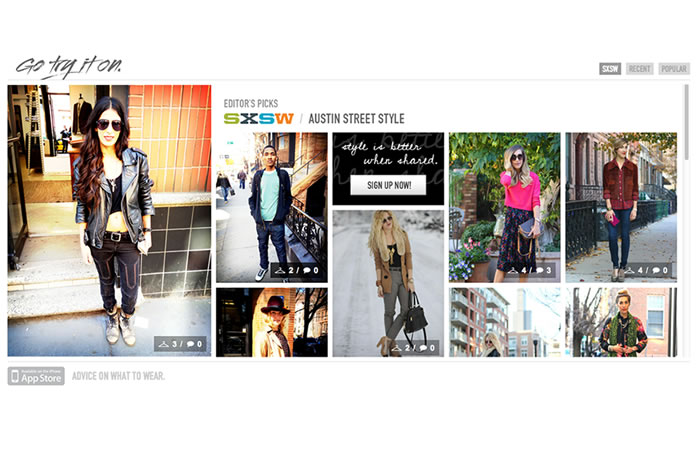 Go try it on.
SXSW RECENT POPULAR
EDITOR'S PICKS
SXSW / AUSTIN STREET STYLE
style is better
when shared.
SIGN UP NOW!
2 / 0
4 / 3
4 / 0
3 / 0
2 / 0
Available on the iPhone
App Store
ADVICE ON WHAT TO WEAR.